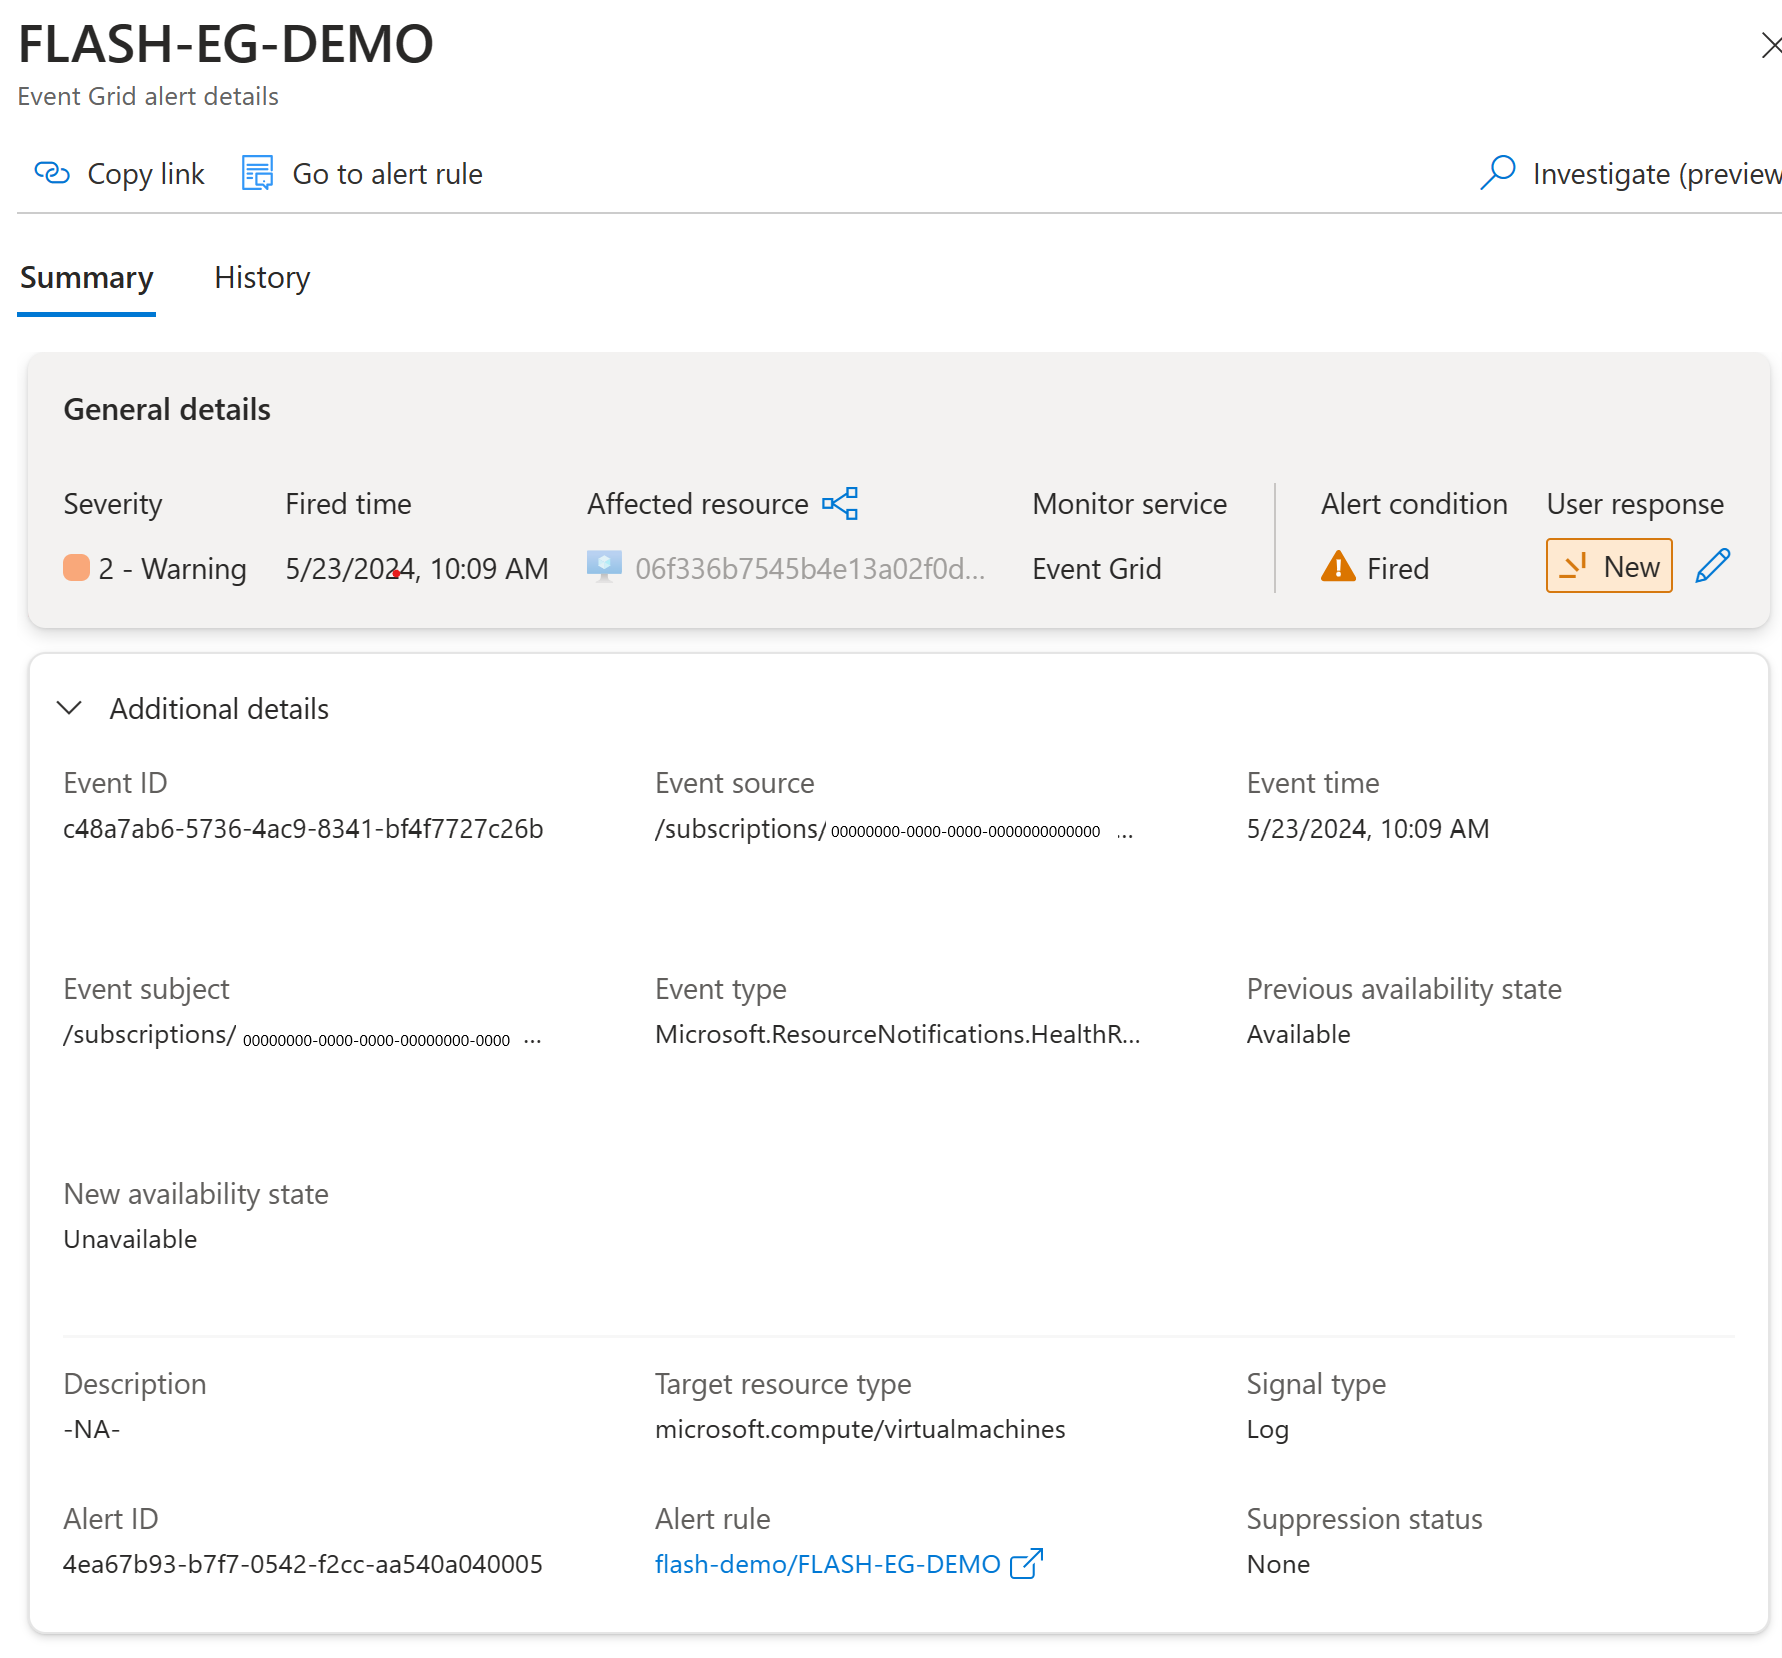 FLASH-EG-DEMO
Event Grid alert details
Copy link Go to alert rule Investigate (preview
Summary History
General details
Severity Fired time Affected resource Monitor service Alert condition User response
2 - Warning 5/23/2024, 10:09 AM 06f336b7545b4e13a02f0d... Event Grid Fired New
Additional details
Event ID Event source Event time
c48a7ab6-5736-4ac9-8341-bf4f7727c26b /subscriptions/ 00000000-0000-0000-0000000000000 ... 5/23/2024, 10:09 AM
Event subject Event type Previous availability state
/subscriptions/ 00000000-0000-0000-00000000-0000 ... Microsoft.ResourceNotifications.HealthR... Available
New availability state
Unavailable
Description Target resource type Signal type
-NA- microsoft.compute/virtualmachines Log
Alert ID Alert rule Suppression status
4ea67b93-b7f7-0542-f2cc-aa540a040005 flash-demo/FLASH-EG-DEMO None